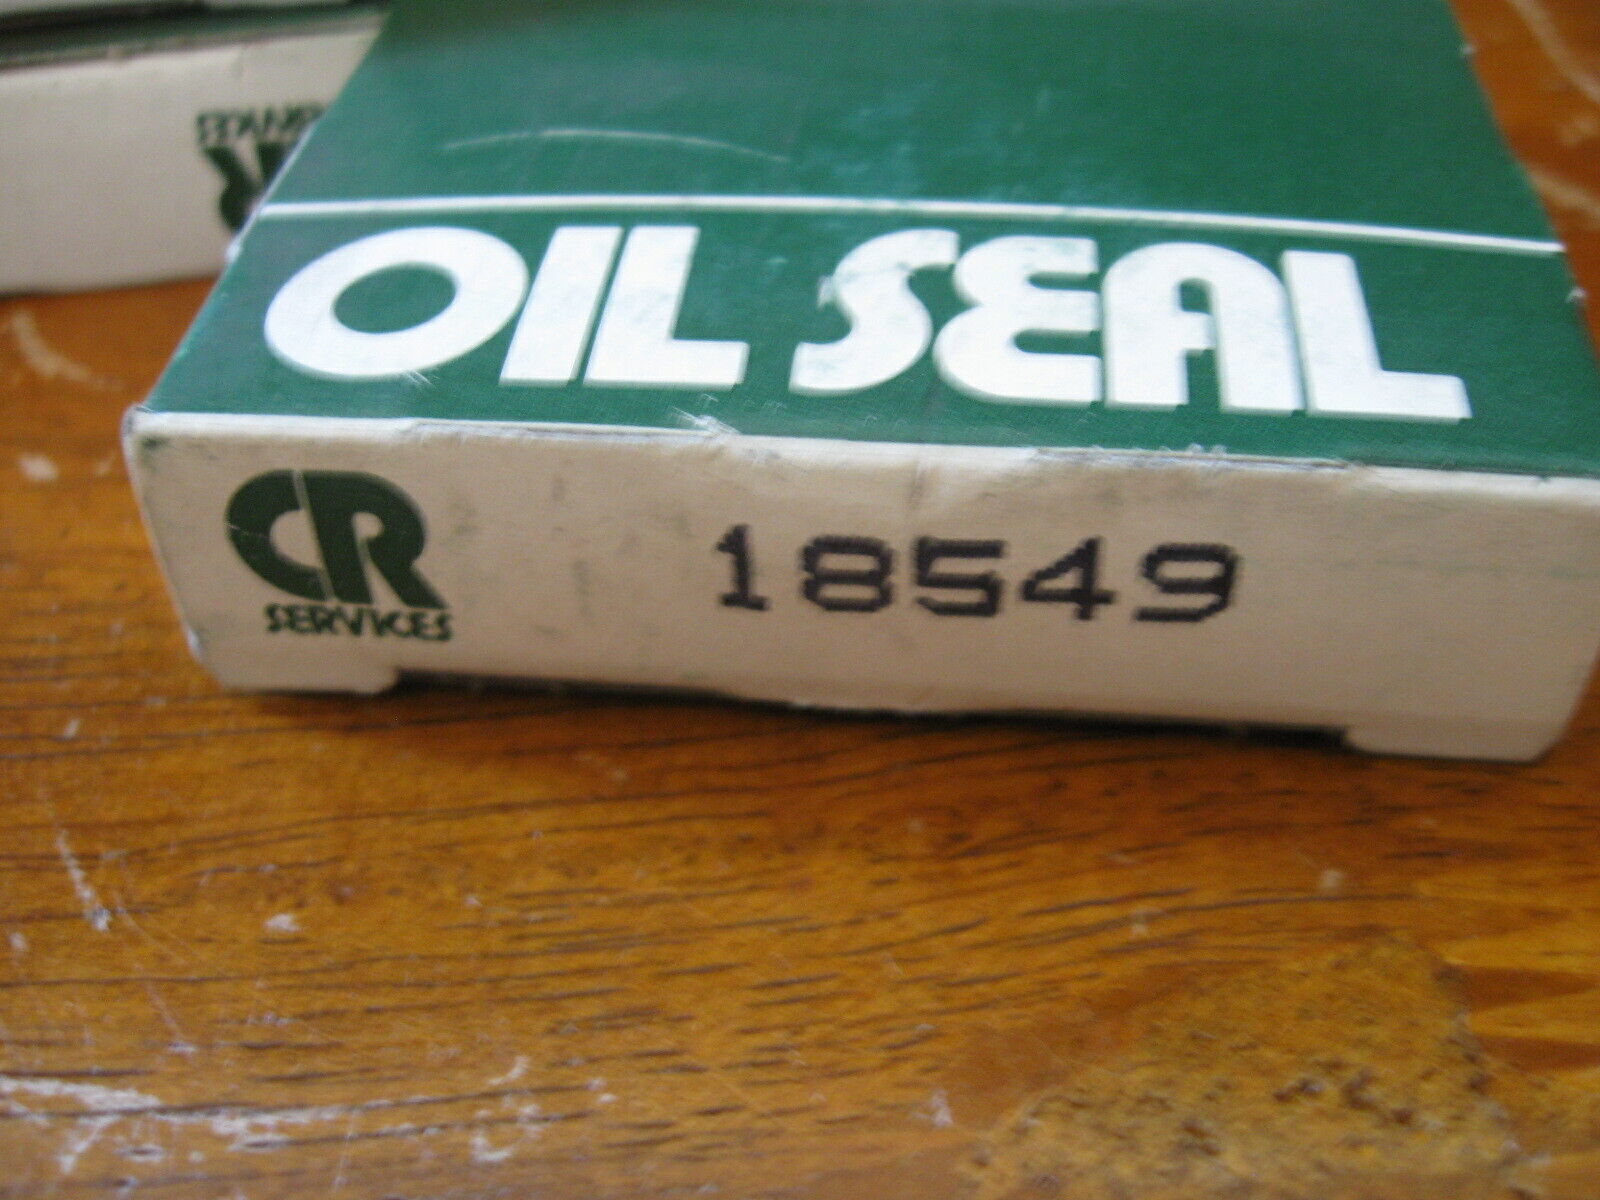 OIL SEAL
CR
SERVICES
18549